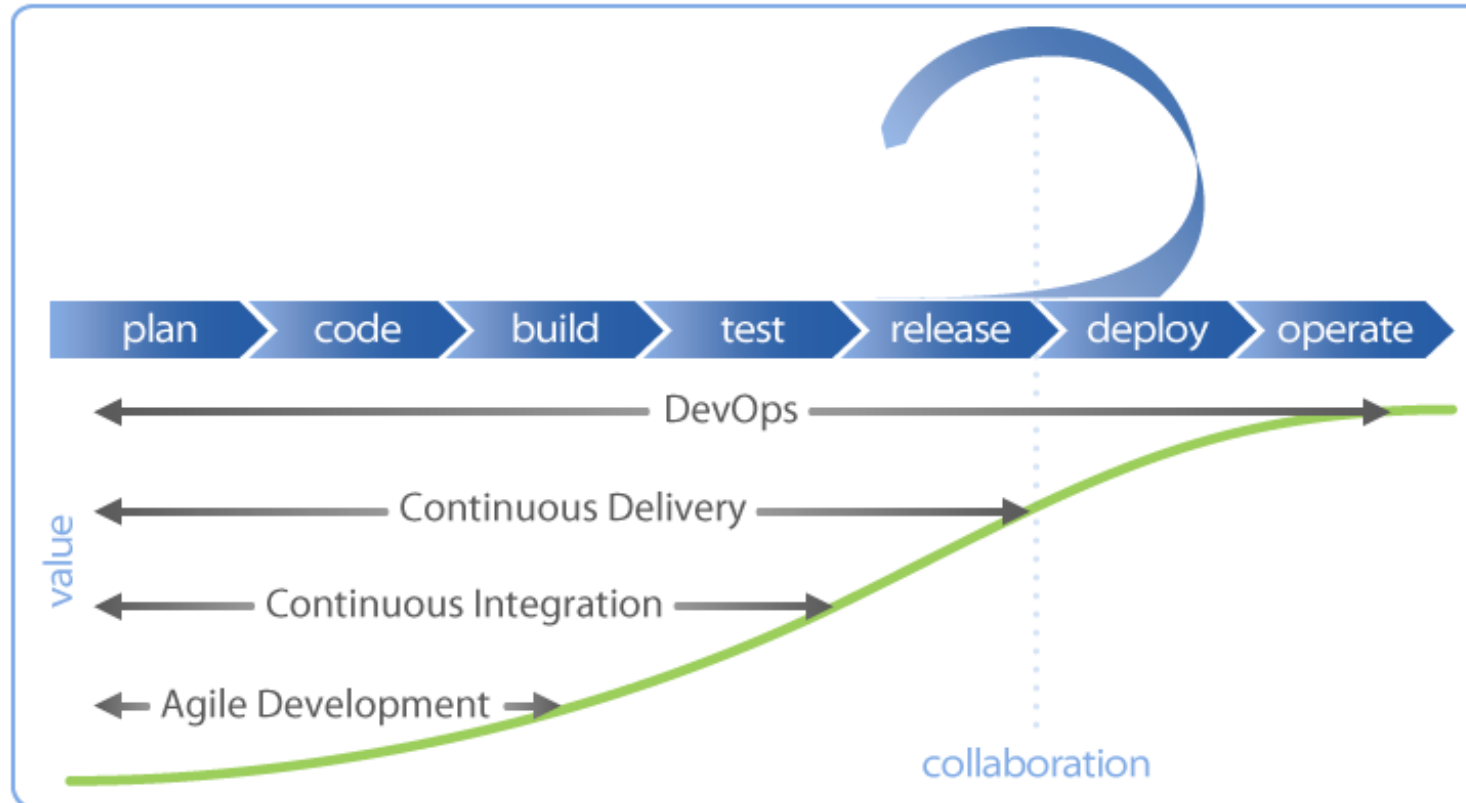 plan
code
build
test
release
deploy
operate
DevOps
Continuous Delivery
value
Continuous Integration
Agile Development
collaboration